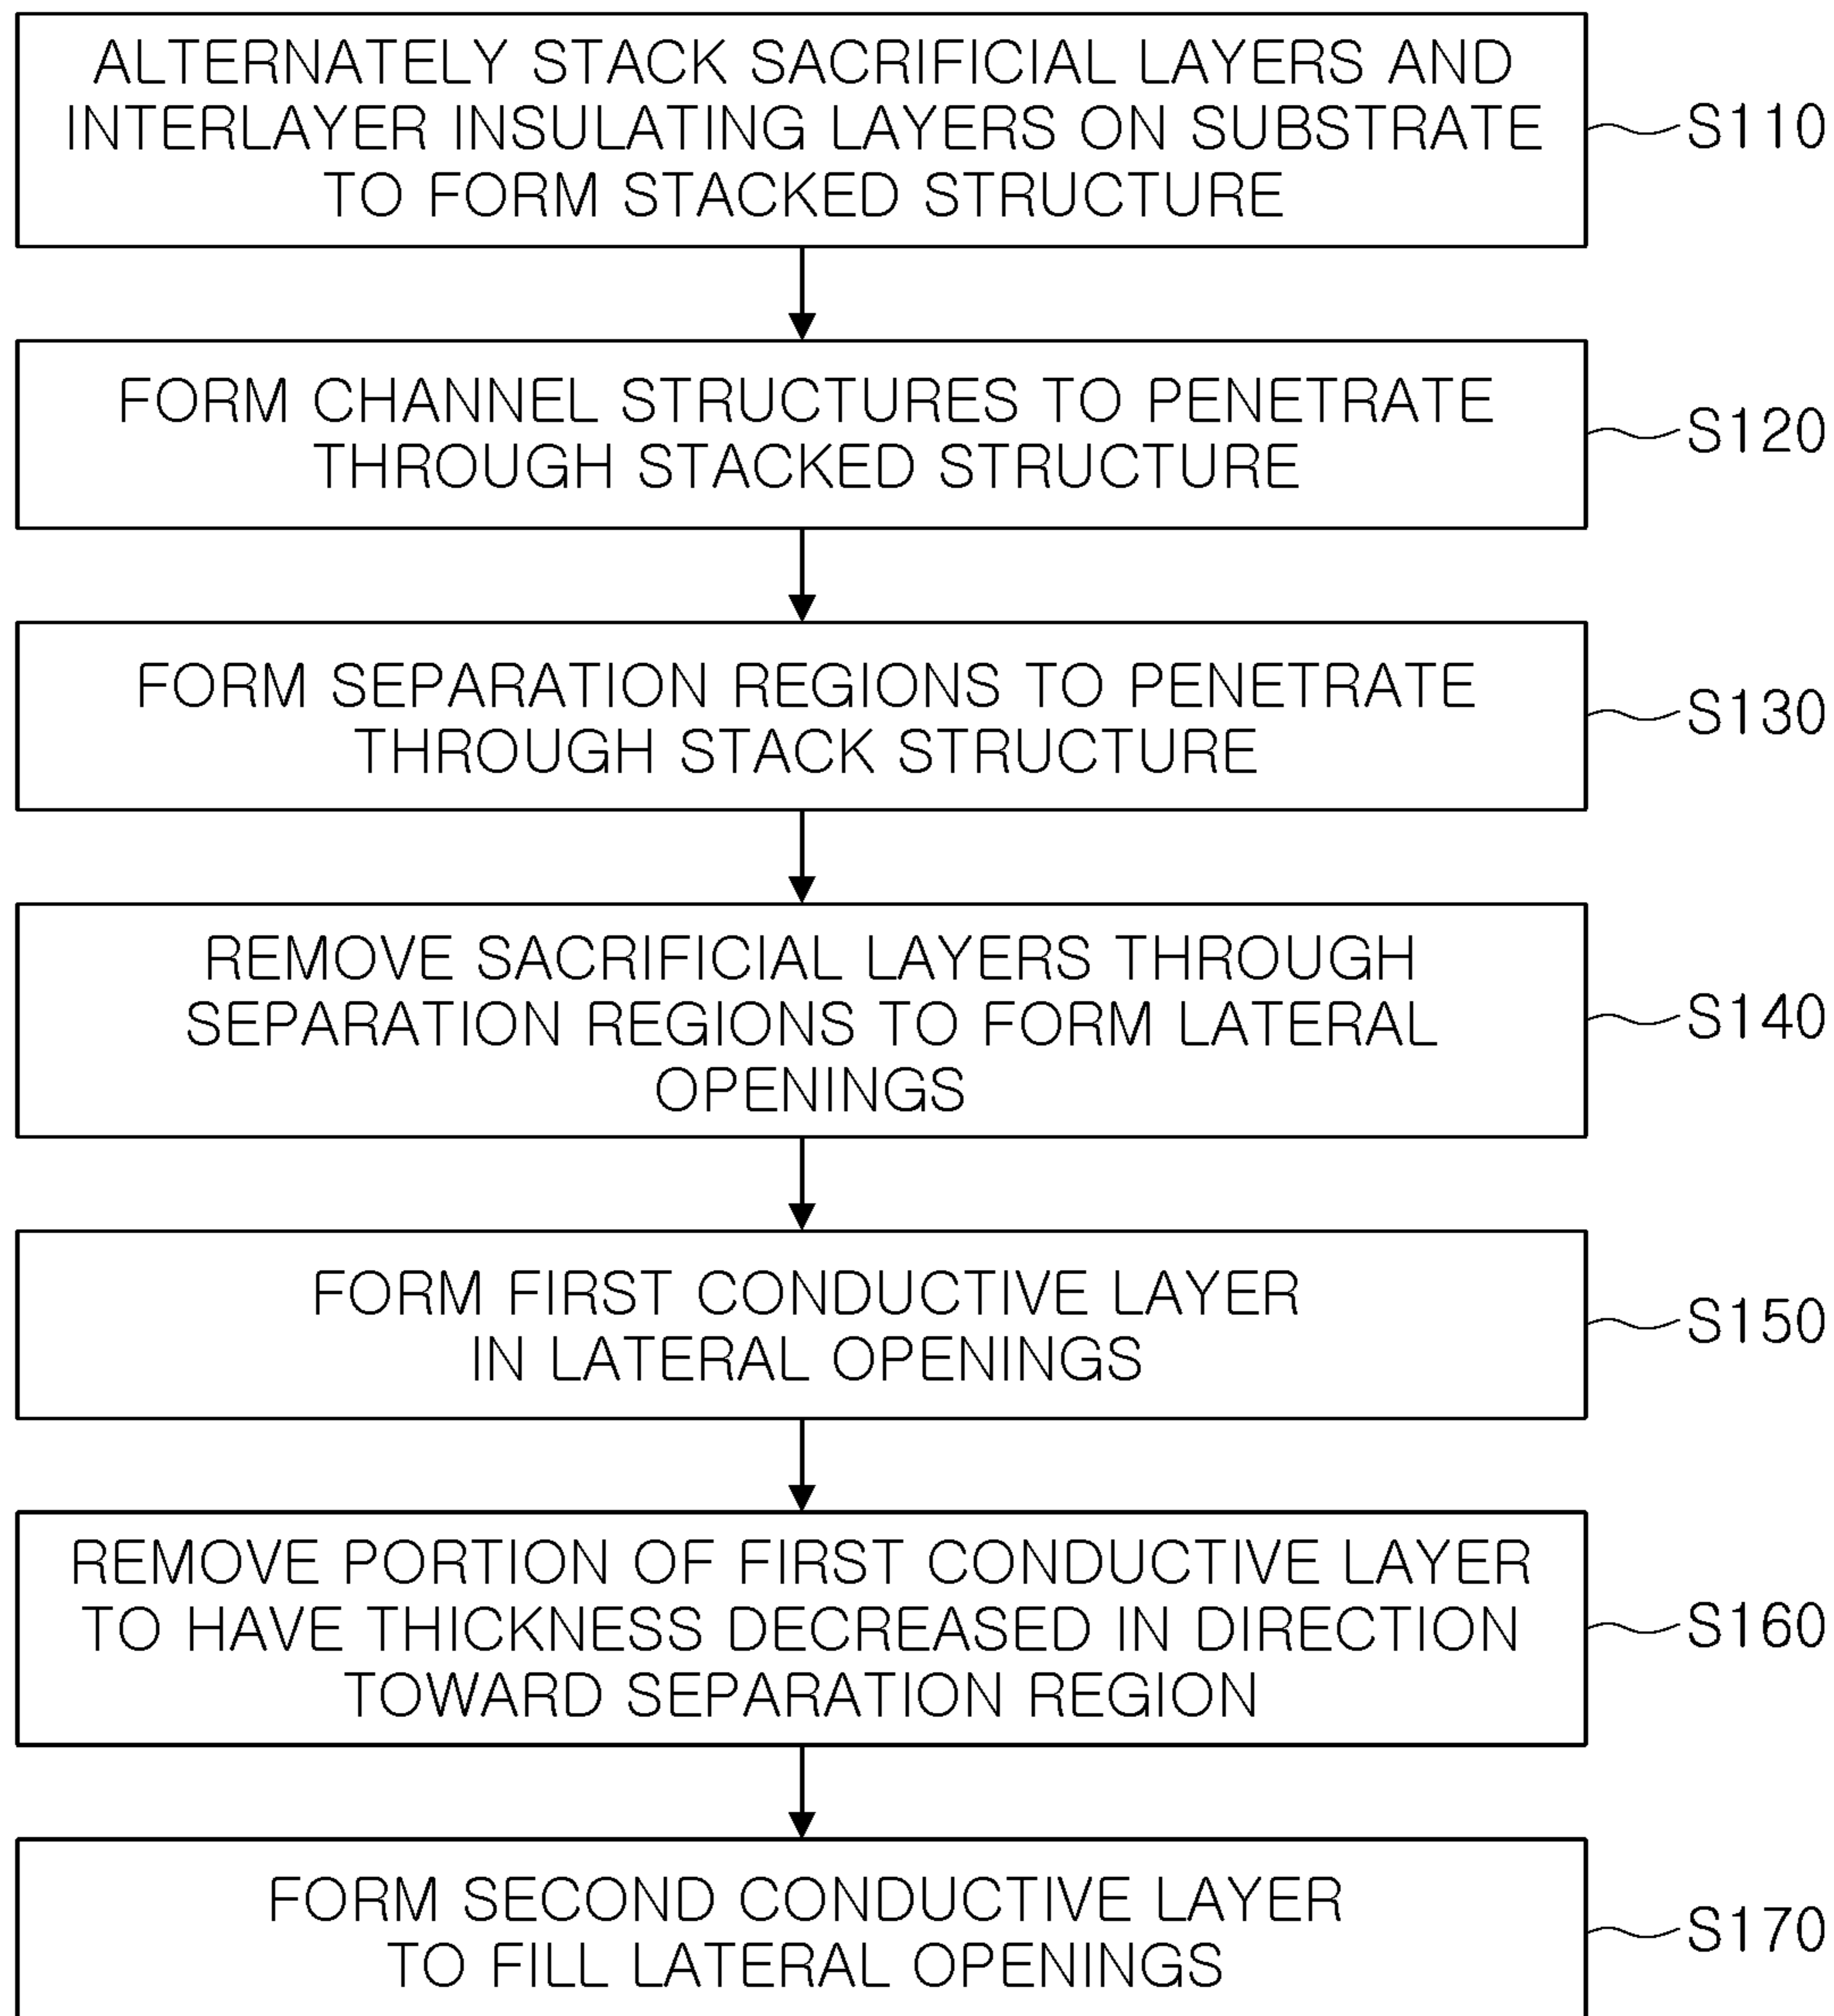 ALTERNATELY STACK SACRIFICIAL LAYERS AND
INTERLAYER INSULATING LAYERS ON SUBSTRATE
TO FORM STACKED STRUCTURE
S110
FORM CHANNEL STRUCTURES TO PENETRATE
THROUGH STACKED STRUCTURE
S120
FORM SEPARATION REGIONS TO PENETRATE
THROUGH STACK STRUCTURE
S130
REMOVE SACRIFICIAL LAYERS THROUGH
SEPARATION REGIONS TO FORM LATERAL
OPENINGS
S140
FORM FIRST CONDUCTIVE LAYER
IN LATERAL OPENINGS
S150
REMOVE PORTION OF FIRST CONDUCTIVE LAYER
TO HAVE THICKNESS DECREASED IN DIRECTION
TOWARD SEPARATION REGION
S160
FORM SECOND CONDUCTIVE LAYER
TO FILL LATERAL OPENINGS
S170